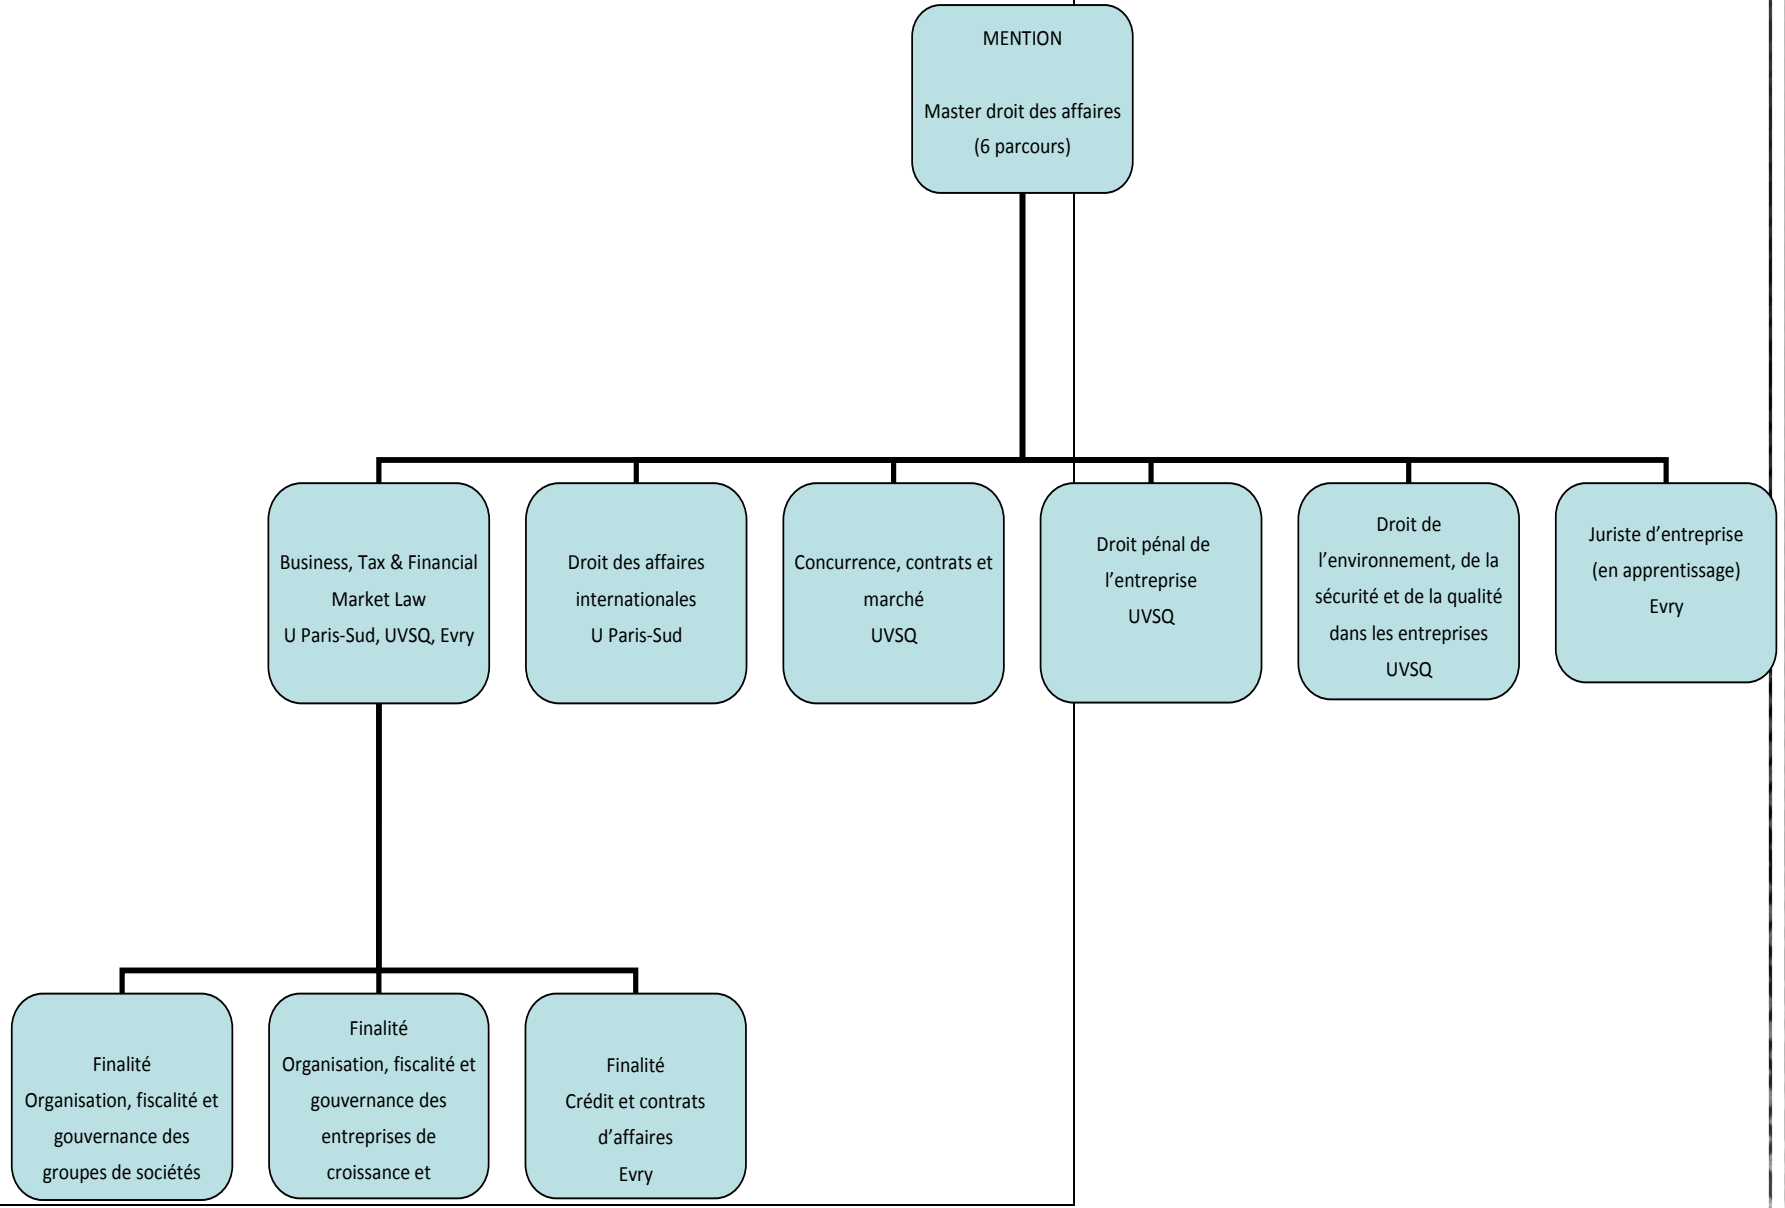 MENTION
Master droit des affaires
(6 parcours)
Business, Tax & Financial
Market Law
U Paris-Sud, UVSQ, Evry
Droit des affaires
internationales
U Paris-Sud
Concurrence, contrats et
marché
UVSQ
Droit pénal de
l’entreprise
UVSQ
Droit de
l’environnement, de la
sécurité et de la qualité
dans les entreprises
UVSQ
Juriste d’entreprise
(en apprentissage)
Evry
Finalité
Organisation, fiscalité et
gouvernance des
groupes de sociétés
Finalité
Organisation, fiscalité et
gouvernance des
entreprises de
croissance et
Finalité
Crédit et contrats
d’affaires
Evry